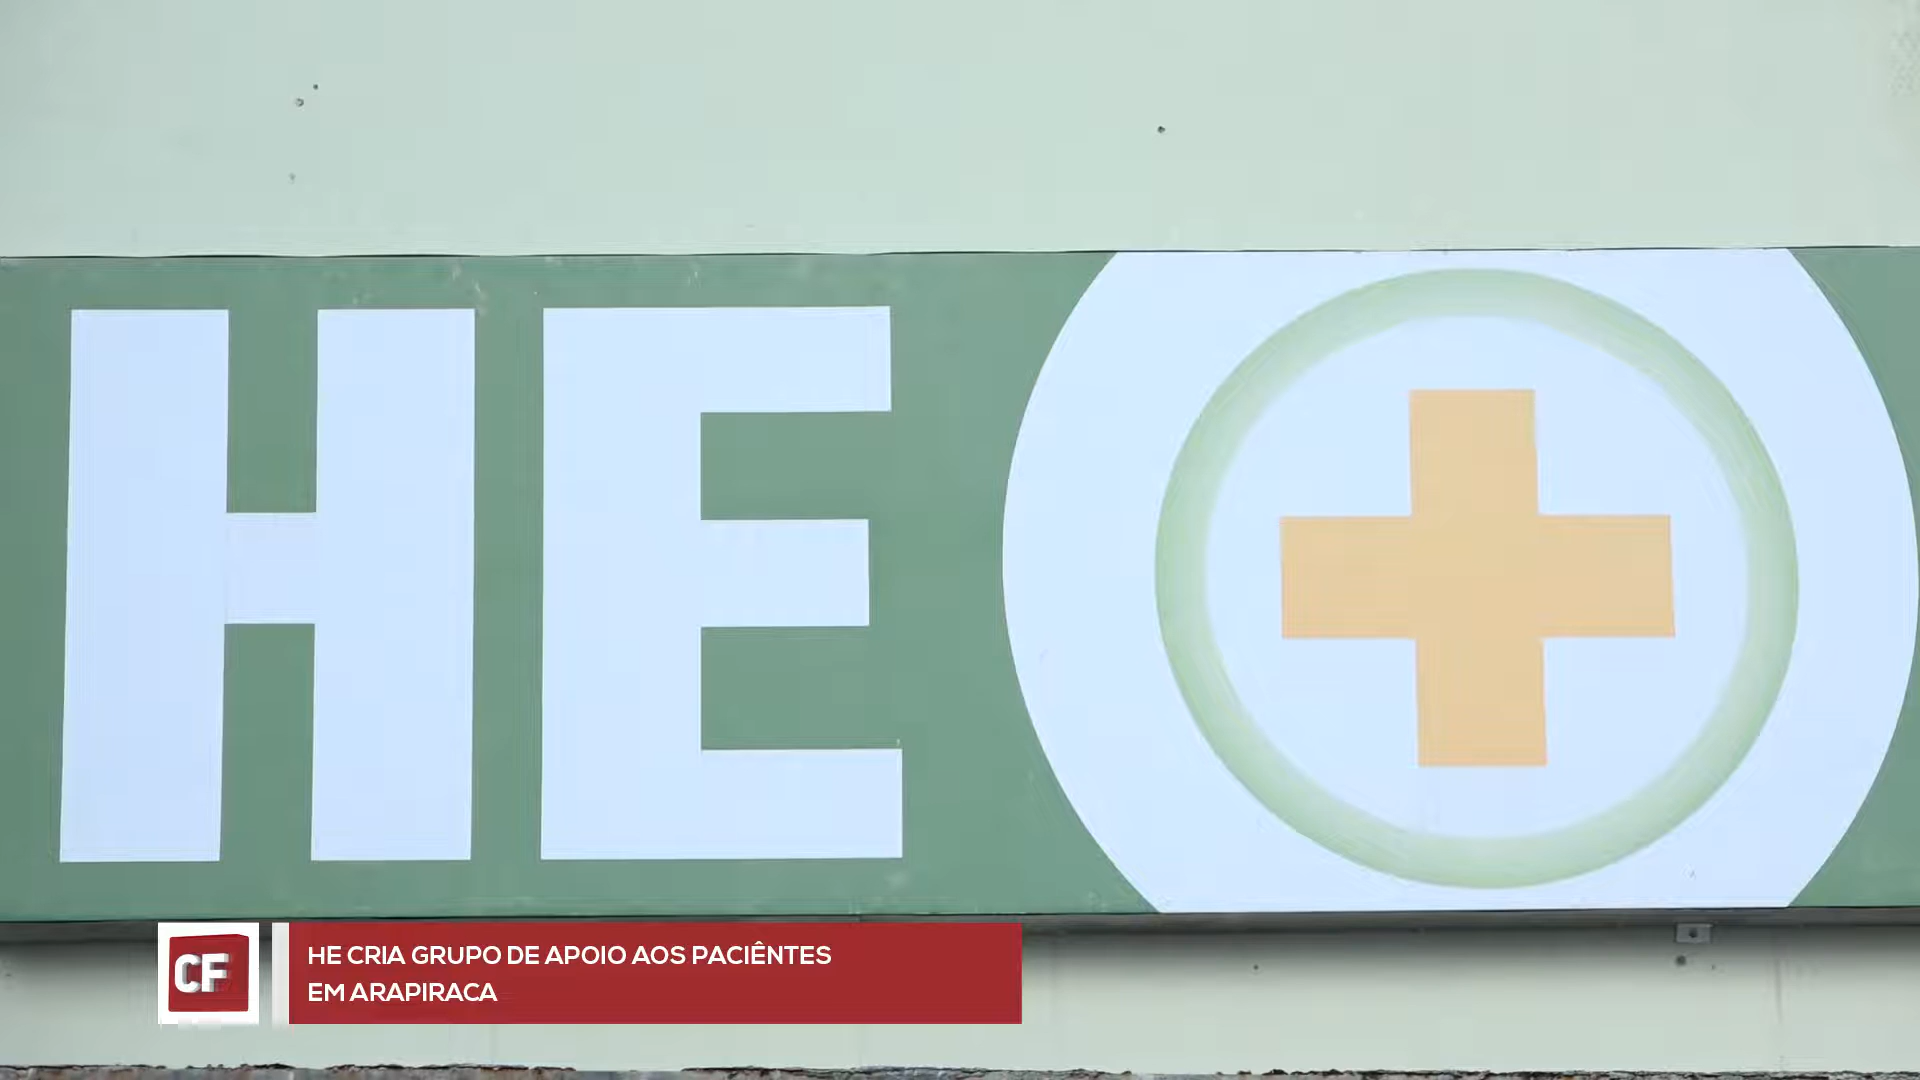 HE
CF
HE CRIA GRUPO DE APOIO AOS PACIÊNTES
EM ARAPIRACA